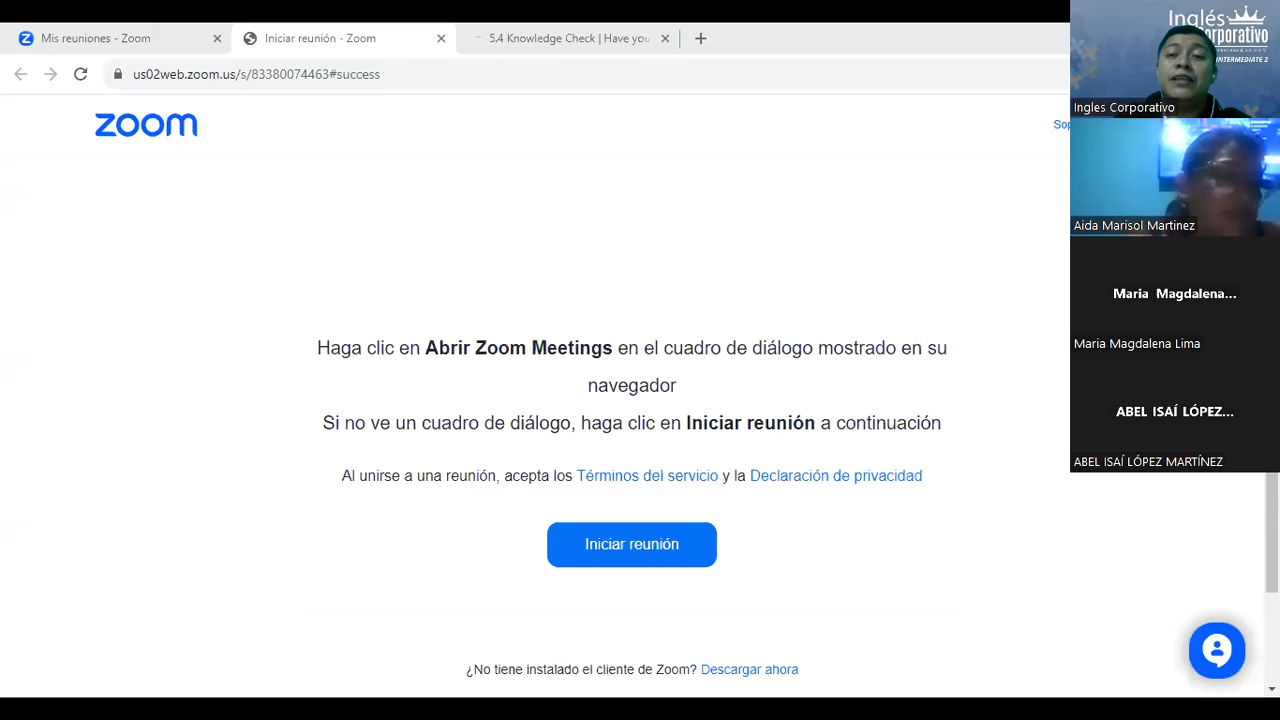 Mis reuniones - Zoom
Iniciar reunión - Zoom
5.4 Knowledge Check | Have you
us02web.zoom.us/s/83380074463#success
zoom
Sop
Haga clic en Abrir Zoom Meetings en el cuadro de diálogo mostrado en su
navegador
Si no ve un cuadro de diálogo, haga clic en Iniciar reunión a continuación
Al unirse a una reunión, acepta los Términos del servicio y la Declaración de privacidad
Iniciar reunión
¿No tiene instalado el cliente de Zoom? Descargar ahora
Inglés
orporativo
INTERMEDIATE 2
Ingles Corporativo
Aida Marisol Martinez
Maria Magdalena...
Maria Magdalena Lima
ABEL ISAÍ LÓPEZ...
ABEL ISAÍ LÓPEZ MARTÍNEZ